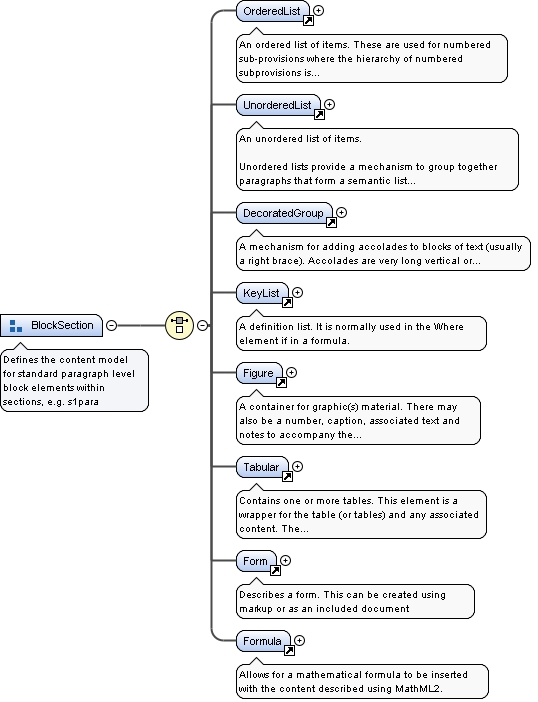 OrderedList
An ordered list of items. These are used for numbered
sub-provisions where the hierarchy of numbered
subprovisions is...
UnorderedList
An unordered list of items.
Unordered lists provide a mechanism to group together
paragraphs that form a semantic list...
DecoratedGroup
A mechanism for adding accolades to blocks of text (usually
a right brace). Accolades are very long vertical or...
KeyList
A definition list. It is normally used in the Where
element if in a formula.
BlockSection
Defines the content model
for standard paragraph level
block elements within
sections, e.g. s1para
Figure
A container for graphic(s) material. There may
also be a number, caption, associated text and
notes to accompany the...
Tabular
Contains one or more tables. This element is a
wrapper for the table (or tables) and any associated
content. The...
Form
Describes a form. This can be created using
markup or as an included document
Formula
Allows for a mathematical formula to be inserted
with the content described using MathML2.